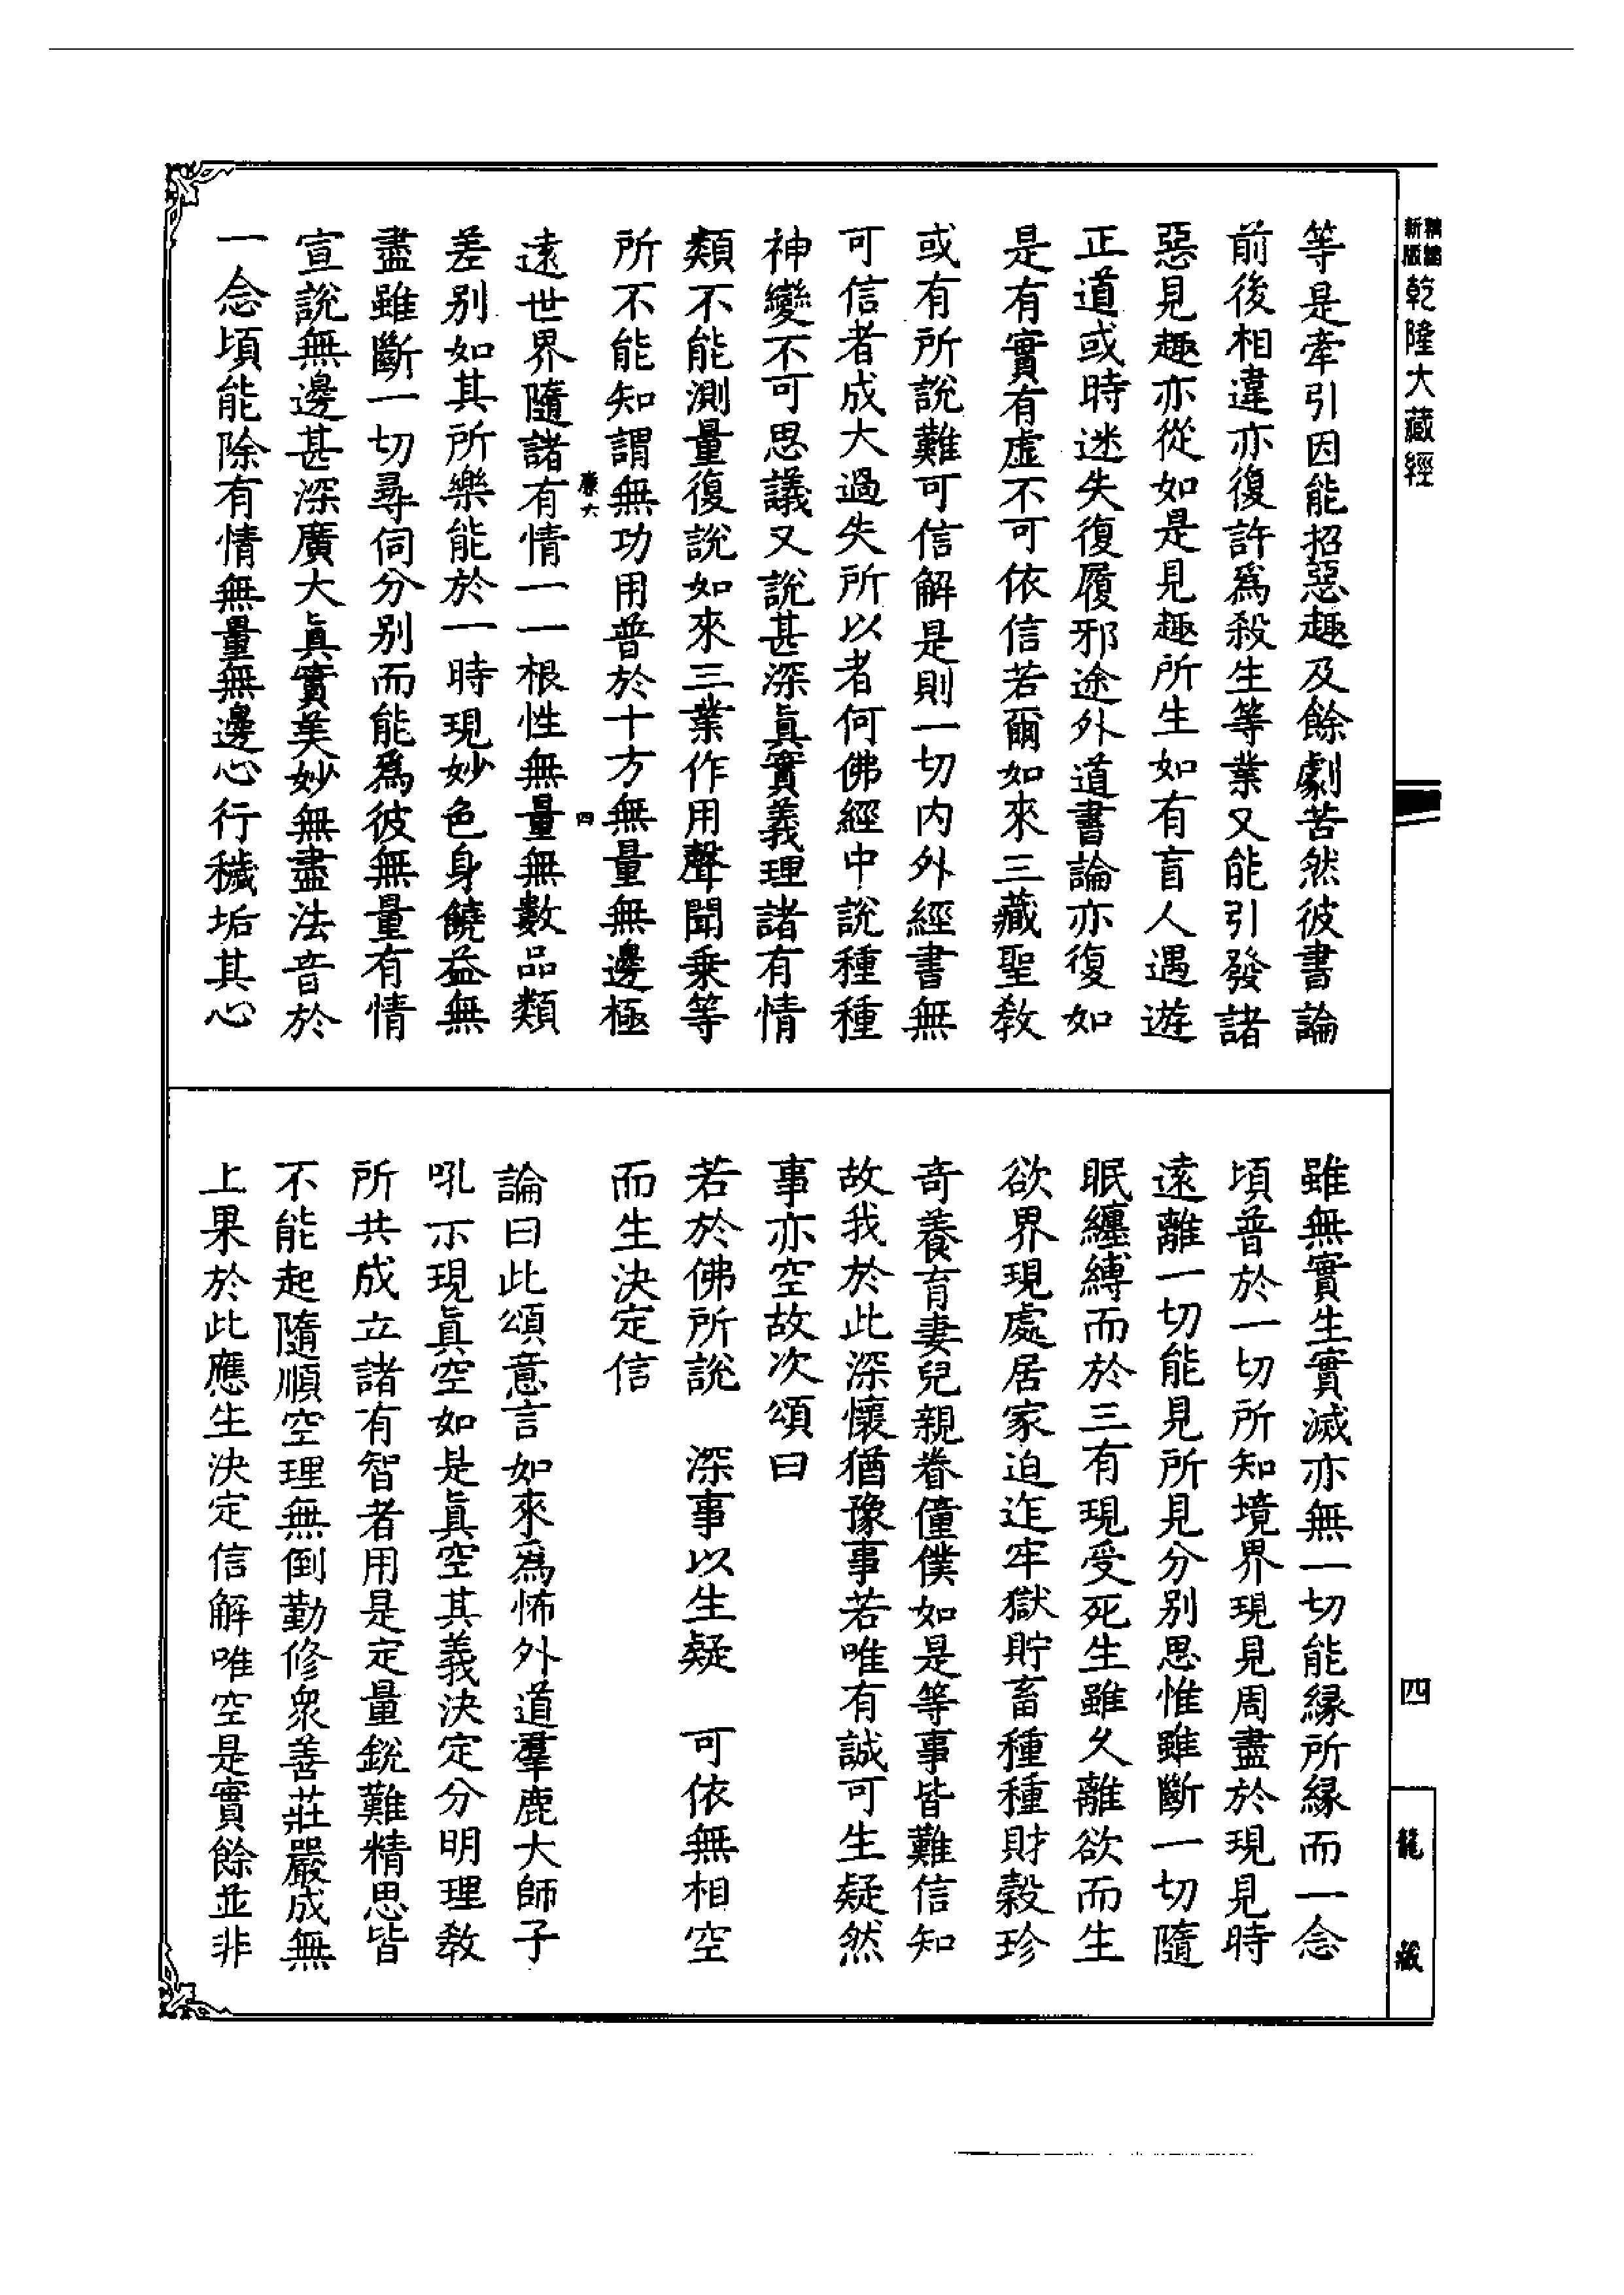 新編
縮版
乾隆大藏經
等是牽引因能招惡趣及餘劇苦然彼書論
前後相違亦復許爲殺生等業又能引發諸
惡見趣亦從如是見趣所生如有盲人遇遊
正道或時迷失復履邪途外道書論亦復如
是有實有虛不可依信若爾如來三藏聖教
或有所說難可信解是則一切內外經書無
可信者成大過失所以者何佛經中說種種
神變不可思議又說甚深眞實義理諸有情
類不能測量復說如來三業作用聲聞乗等
所不能知謂無功用普於十方無量無邊極
遠世界隨諸有情一一根性無量無數品類
差別如其所樂能於一時現妙色身饒益無
盡雖斷一切尋伺分別而能爲彼無量有情
宣說無邊甚深廣大眞實美妙無盡法音於
一念頃能除有情無量無邊心行穢垢其心
四
雖無實生實滅亦無一切能緣所緣而一念
頃普於一切所知境界現見周盡於現見時
遠離一切能見所見分別思惟雖斷一切隨
眠纏縛而於三有現受死生雖久離欲而生
欲界現處居家迫迮牢獄貯畜種種財穀珍
奇養育妻兒親眷僮僕如是等事皆難信知
故我於此深懷猶豫事若唯有誠可生疑然
事亦空故次頌曰
若於佛所說　深事以生疑　可依無相空
而生決定信
論曰此頌意言如來爲怖外道羣鹿大師子
吼示現眞空如是眞空其義決定分明理教
所共成立諸有智者用是定量銳難精思皆
不能起隨順空理無倒勤修衆善莊嚴成無
上果於此應生決定信解唯空是實餘並非
四
龍藏